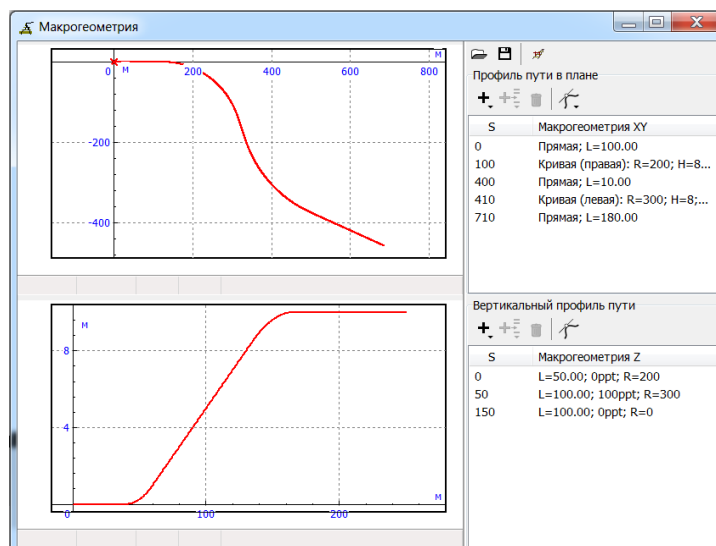 Макрогеометрия
М
0
М
200
400
600
800
-200
-400
М
8
4
0
100
200
М
Профиль пути в плане
S Макрогеометрия XY
0 Прямая; L=100.00
100 Кривая (правая): R=200; H=8...
400 Прямая; L=10.00
410 Кривая (левая): R=300; H=8;...
710 Прямая; L=180.00
Вертикальный профиль пути
S Макрогеометрия Z
0 L=50.00; 0ppt; R=200
50 L=100.00; 100ppt; R=300
150 L=100.00; 0ppt; R=0